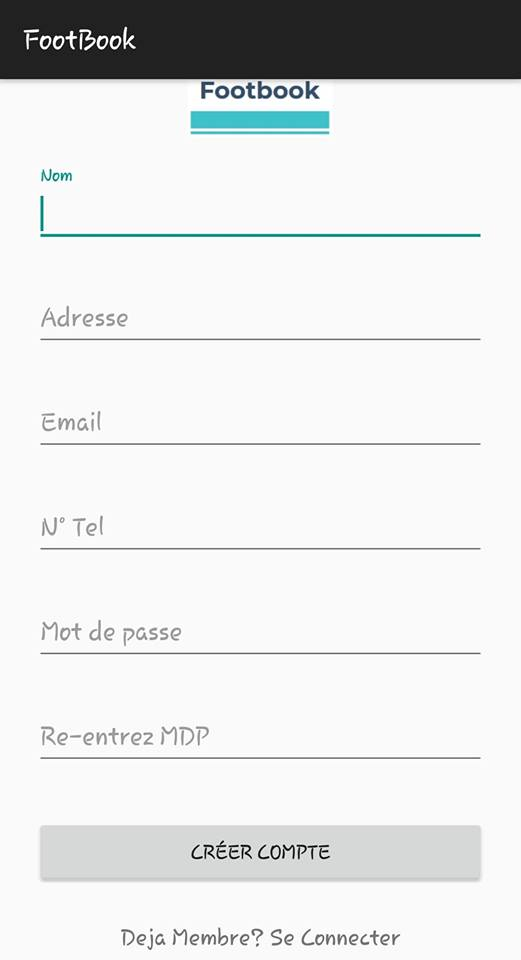 FootBook
Footbook
Nom
Adresse
Email
N° Tel
Mot de passe
Re-entrez MDP
CRÉER COMPTE
Deja Membre? Se Connecter